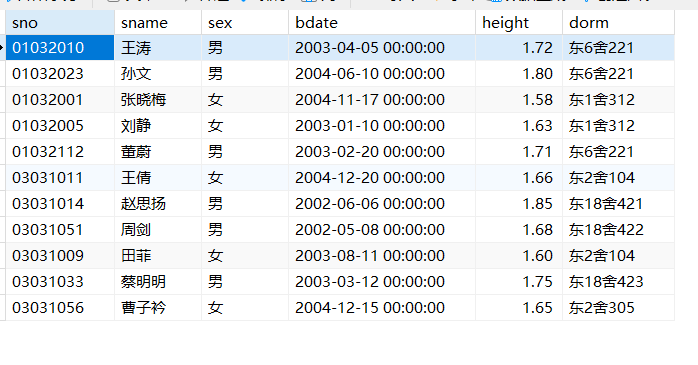 sno sname sex bdate height dorm
01032010 王涛 男 2003-04-05 00:00:00 1.72 东6舍221
01032023 孙文 男 2004-06-10 00:00:00 1.80 东6舍221
01032001 张晓梅 女 2004-11-17 00:00:00 1.58 东1舍312
01032005 刘静 女 2003-01-10 00:00:00 1.63 东1舍312
01032112 董蔚 男 2003-02-20 00:00:00 1.71 东6舍221
03031011 王倩 女 2004-12-20 00:00:00 1.66 东2舍104
03031014 赵思扬 男 2002-06-06 00:00:00 1.85 东18舍421
03031051 周剑 男 2002-05-08 00:00:00 1.68 东18舍422
03031009 田菲 女 2003-08-11 00:00:00 1.60 东2舍104
03031033 蔡明明 男 2003-03-12 00:00:00 1.75 东18舍423
03031056 曹子衿 女 2004-12-15 00:00:00 1.65 东2舍305